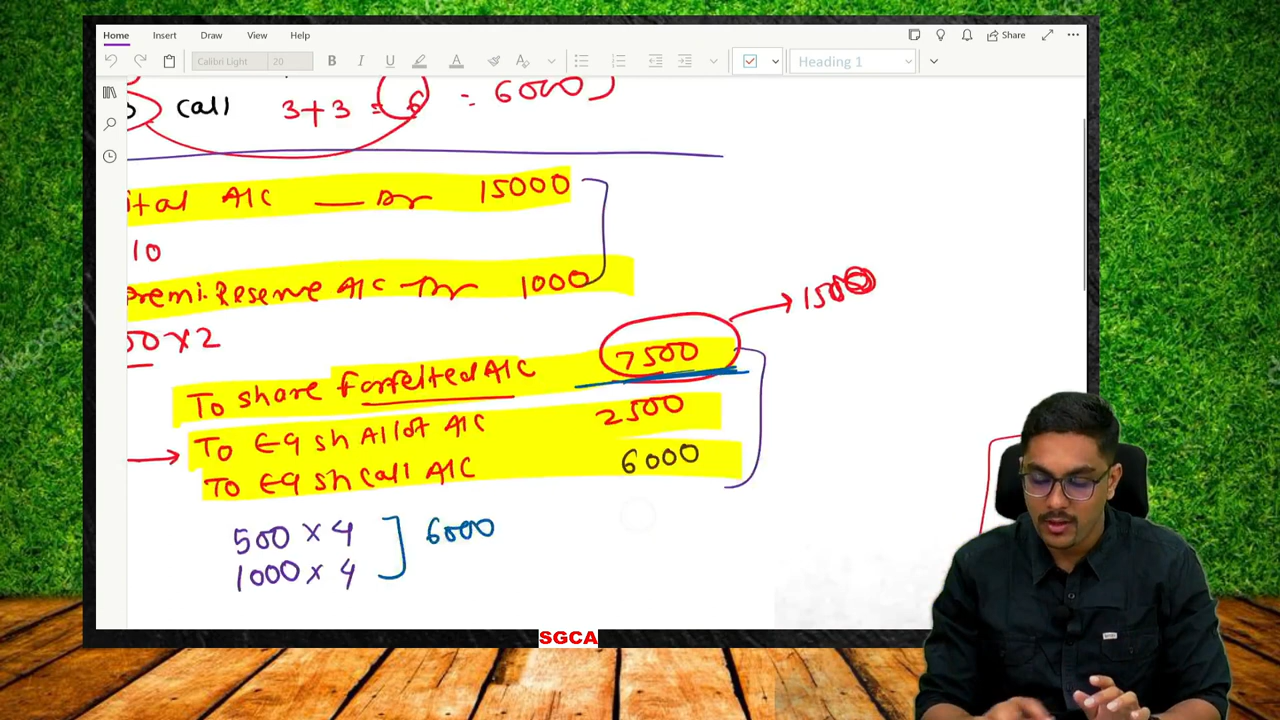 Home Insert Draw View Help Share
Calibri Light 20 B I U A Heading 1
call 3+3 = 6 = 6000
ital A/C — Dr 15000
10
premi. Reserve A/C — Dr 1000
00 x 2
1500
To share forfeited A/C 7500
To Eq sh Allot A/C 2500
To Eq sh call A/C 6000
500 x 4
6000
1000 x 4
SGCA